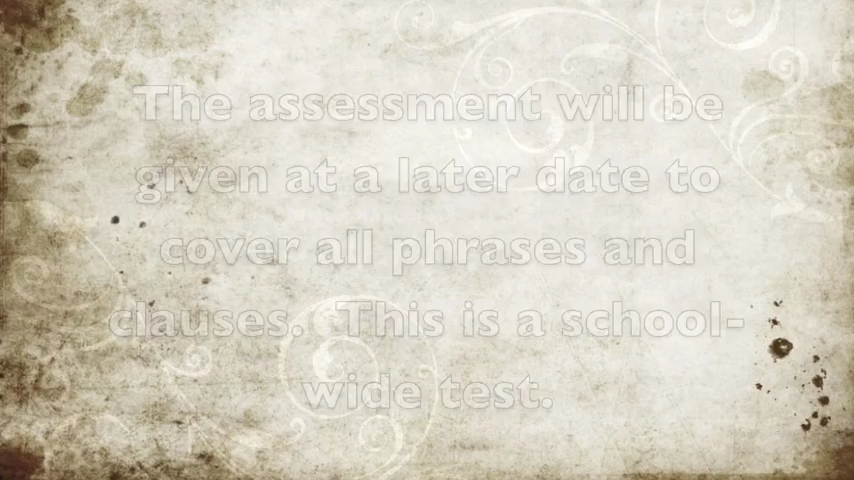 The assessment will be
given at a later date to
cover all phrases and
clauses.  This is a school-
wide test.